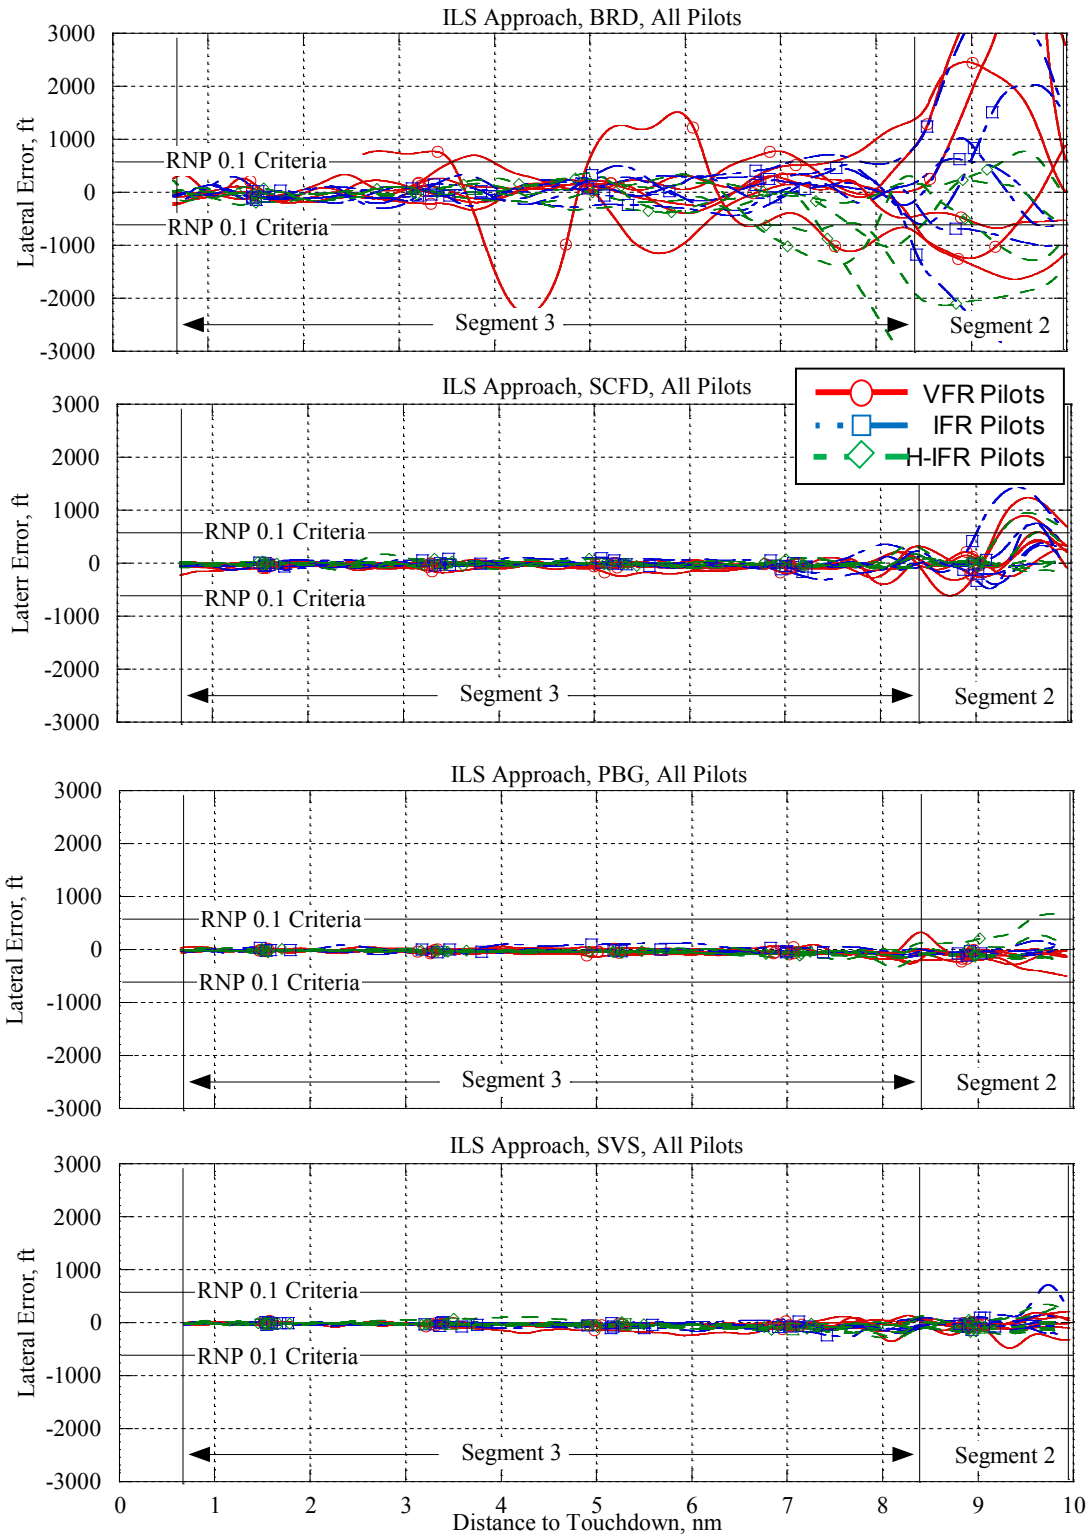 ILS Approach, BRD, All Pilots
3000
2000
1000
0
-1000
-2000
-3000
Lateral Error, ft
RNP 0.1 Criteria
RNP 0.1 Criteria
Segment 3
Segment 2
ILS Approach, SCFD, All Pilots
VFR Pilots
IFR Pilots
H-IFR Pilots
3000
2000
1000
0
-1000
-2000
-3000
Laterr Error, ft
RNP 0.1 Criteria
RNP 0.1 Criteria
Segment 3
Segment 2
ILS Approach, PBG, All Pilots
3000
2000
1000
0
-1000
-2000
-3000
Lateral Error, ft
RNP 0.1 Criteria
RNP 0.1 Criteria
Segment 3
Segment 2
ILS Approach, SVS, All Pilots
3000
2000
1000
0
-1000
-2000
-3000
Lateral Error, ft
RNP 0.1 Criteria
RNP 0.1 Criteria
Segment 3
Segment 2
0 1 2 3 4 5 6 7 8 9 10
Distance to Touchdown, nm